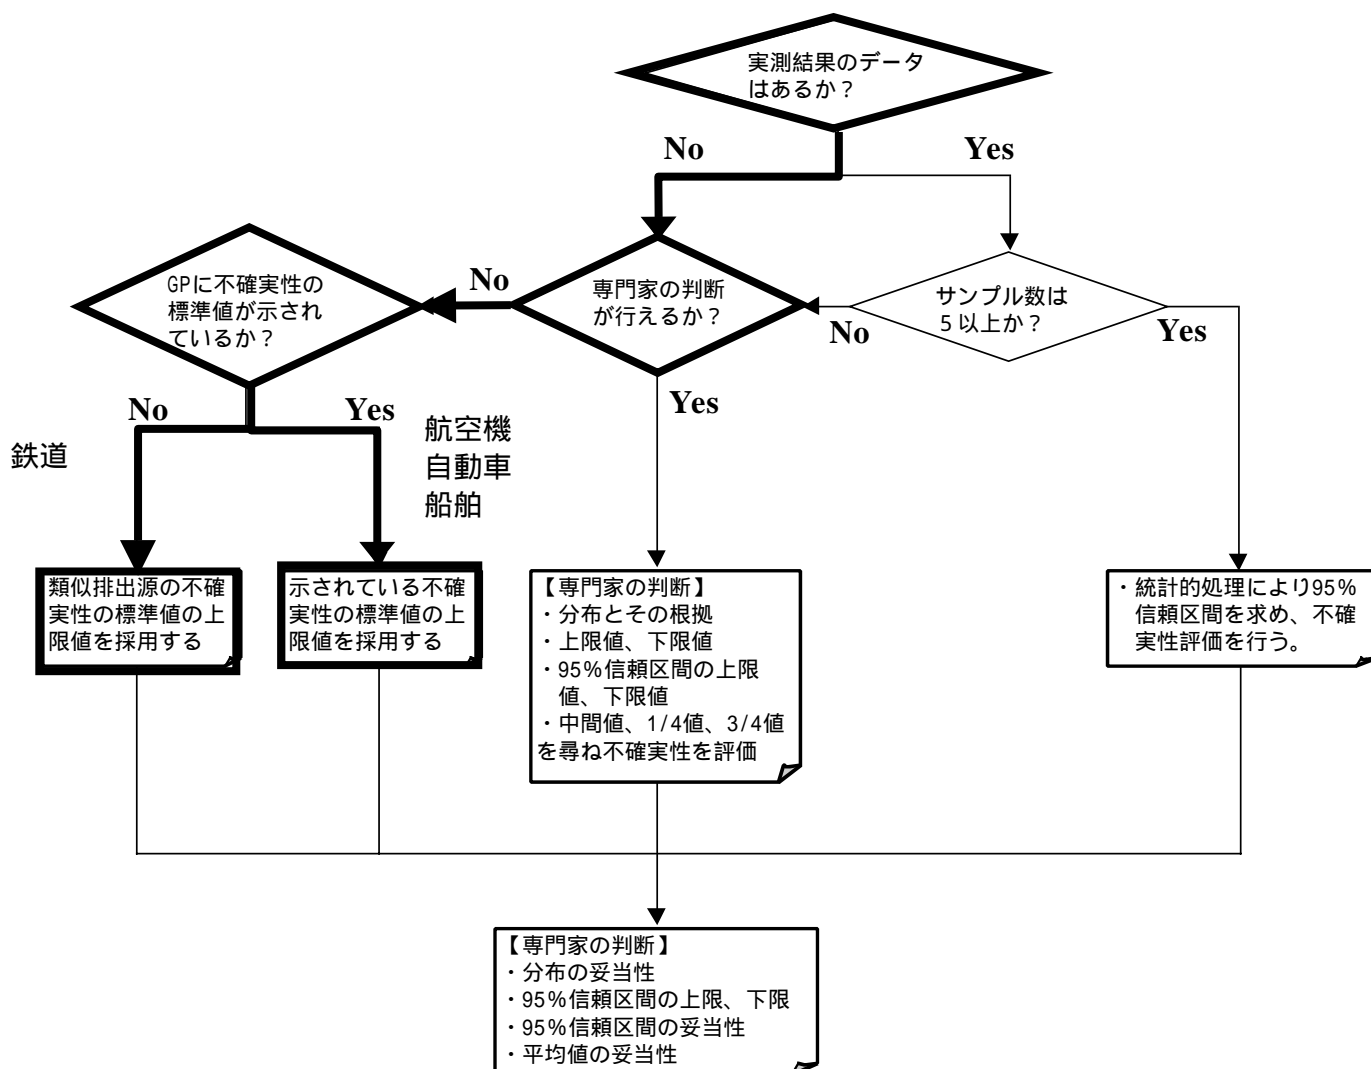 実測結果のデータ
はあるか？
No
Yes
GPに不確実性の
標準値が示され
ているか？
No
専門家の判断
が行えるか？
サンプル数は
５以上か？
No
Yes
No
Yes
Yes
鉄道
航空機
自動車
船舶
類似排出源の不確
実性の標準値の上
限値を採用する
示されている不確
実性の標準値の上
限値を採用する
【専門家の判断】
・分布とその根拠
・上限値、下限値
・95％信頼区間の上限
値、下限値
・中間値、1/4値、3/4値
を尋ね不確実性を評価
・統計的処理により95％
信頼区間を求め、不確
実性評価を行う。
【専門家の判断】
・分布の妥当性
・95％信頼区間の上限、下限
・95％信頼区間の妥当性
・平均値の妥当性